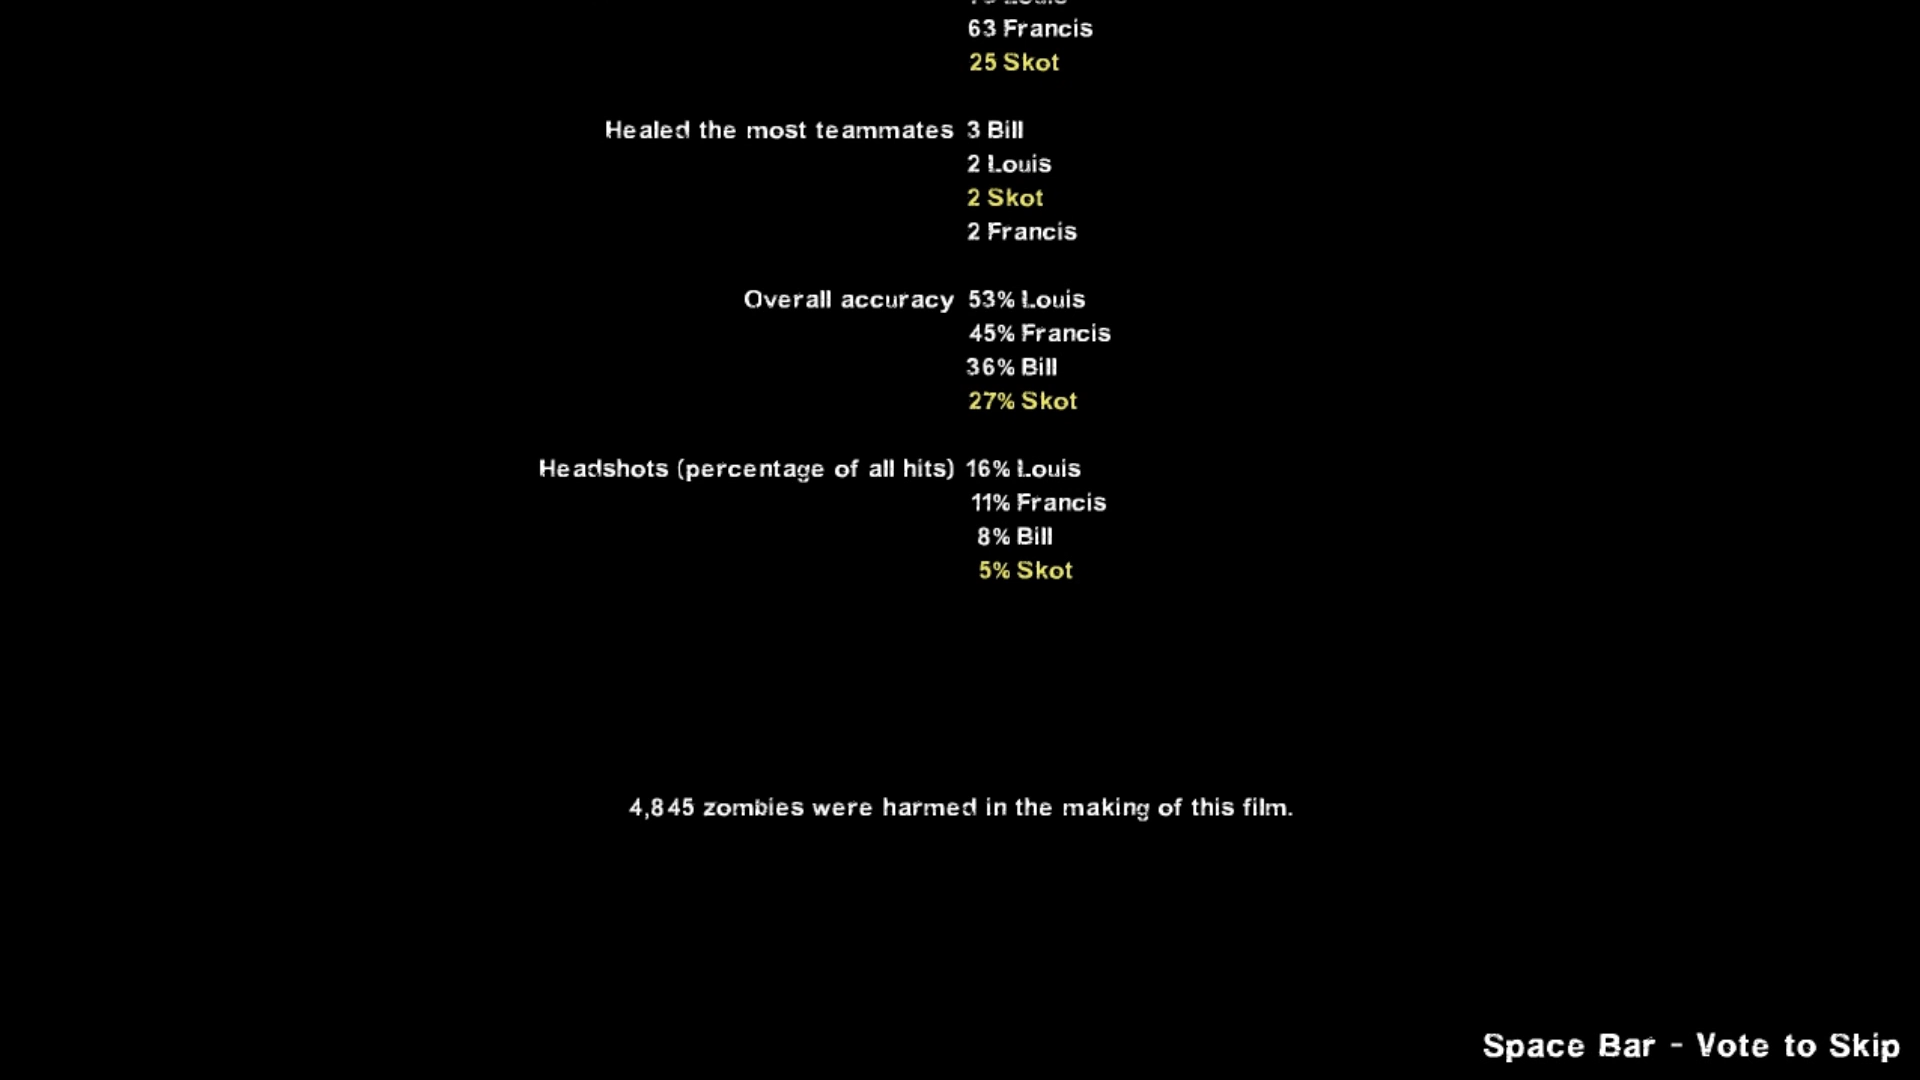 63 Francis
25 Skot
Healed the most teammates 3 Bill
2 Louis
2 Skot
2 Francis
Overall accuracy 53% Louis
45% Francis
36% Bill
27% Skot
Headshots (percentage of all hits) 16% Louis
11% Francis
8% Bill
5% Skot
4,845 zombies were harmed in the making of this film.
Space Bar - Vote to Skip